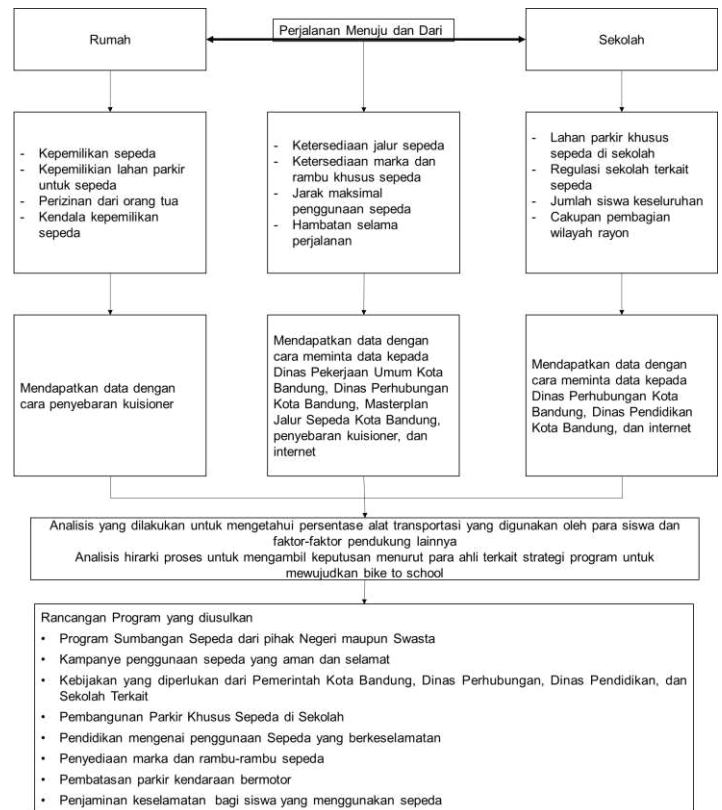 Rumah
Perjalanan Menuju dan Dari
Sekolah
- Kepemilikan sepeda
- Kepemilikian lahan parkir
untuk sepeda
- Perizinan dari orang tua
- Kendala kepemilikan
sepeda
- Ketersediaan jalur sepeda
- Ketersediaan marka dan
rambu khusus sepeda
- Jarak maksimal
penggunaan sepeda
- Hambatan selama
perjalanan
- Lahan parkir khusus
sepeda di sekolah
- Regulasi sekolah terkait
sepeda
- Jumlah siswa keseluruhan
- Cakupan pembagian
wilayah rayon
Mendapatkan data dengan
cara penyebaran kuisioner
Mendapatkan data dengan
cara meminta data kepada
Dinas Pekerjaan Umum Kota
Bandung, Dinas Perhubungan
Kota Bandung, Masterplan
Jalur Sepeda Kota Bandung,
penyebaran kuisioner, dan
internet
Mendapatkan data dengan
cara meminta data kepada
Dinas Perhubungan Kota
Bandung, Dinas Pendidikan
Kota Bandung, dan internet
Analisis yang dilakukan untuk mengetahui persentase alat transportasi yang digunakan oleh para siswa dan
faktor-faktor pendukung lainnya
Analisis hirarki proses untuk mengambil keputusan menurut para ahli terkait strategi program untuk
mewujudkan bike to school
Rancangan Program yang diusulkan
• Program Sumbangan Sepeda dari pihak Negeri maupun Swasta
• Kampanye penggunaan sepeda yang aman dan selamat
• Kebijakan yang diperlukan dari Pemerintah Kota Bandung, Dinas Perhubungan, Dinas Pendidikan, dan
Sekolah Terkait
• Pembangunan Parkir Khusus Sepeda di Sekolah
• Pendidikan mengenai penggunaan Sepeda yang berkeselamatan
• Penyediaan marka dan rambu-rambu sepeda
• Pembatasan parkir kendaraan bermotor
• Penjaminan keselamatan bagi siswa yang menggunakan sepeda